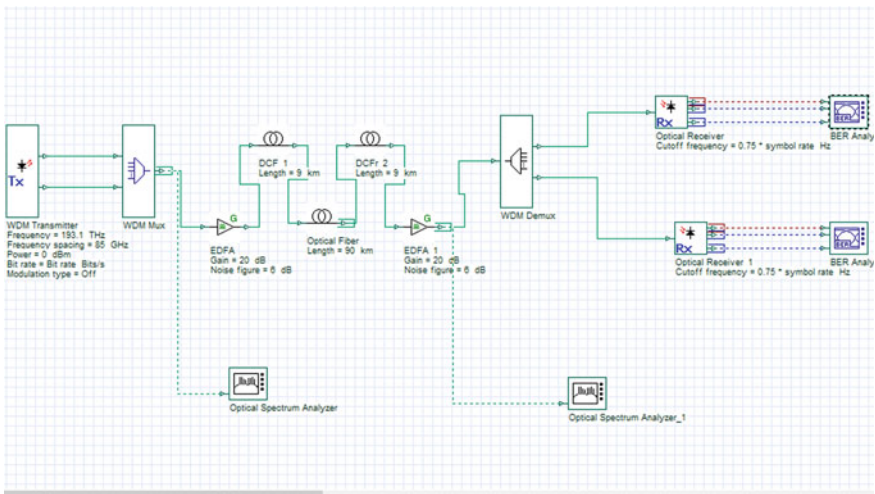 Tx
WDM Transmitter
Frequency = 193.1 THz
Frequency spacing = 85 GHz
Power = 0 dBm
Bit rate = Bit rate Bits/s
Modulation type = Off
WDM Mux
EDFA
Gain = 20 dB
Noise figure = 6 dB
G
DCF 1
Length = 9 km
Optical Fiber
Length = 90 km
DCFr 2
Length = 9 km
G
EDFA 1
Gain = 20 dB
Noise figure = 6 dB
WDM Demux
Rx
Optical Receiver
Cutoff frequency = 0.75 * symbol rate Hz
BER
BER Analy
Rx
Optical Receiver 1
Cutoff frequency = 0.75 * symbol rate Hz
BER
BER Analy
Optical Spectrum Analyzer
Optical Spectrum Analyzer_1